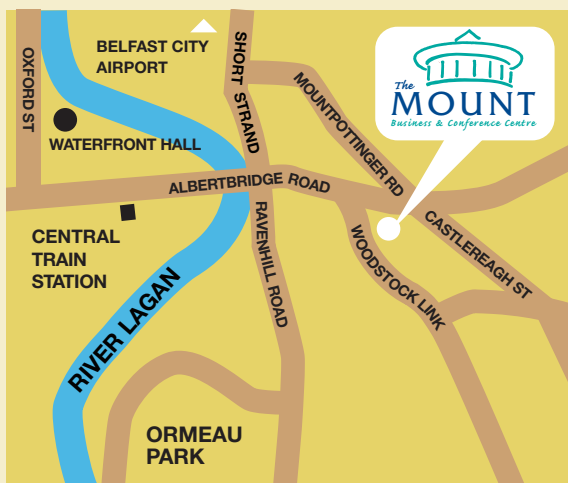 OXFORD ST
BELFAST CITY
AIRPORT
SHORT STRAND
MOUNTPOTTINGER RD
The
MOUNT
Business & Conference Centre
WATERFRONT HALL
ALBERTBRIDGE ROAD
CENTRAL
TRAIN
STATION
RAVENHILL ROAD
WOODSTOCK LINK
CASTLEREAGH ST
RIVER LAGAN
ORMEAU
PARK